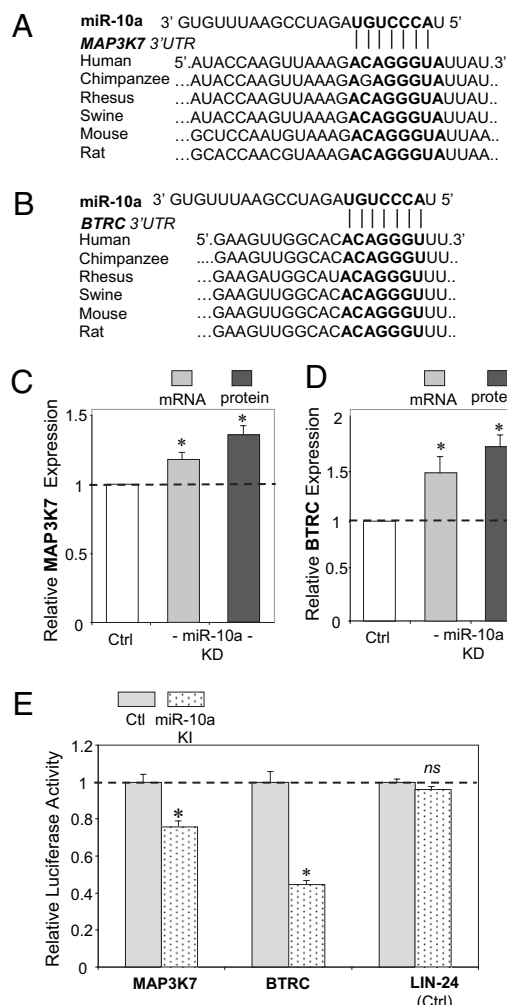 A
miR-10a 3' GUGUUUAAGCCUAGAUGUCCCAU 5'
MAP3K7 3'UTR
Human 5'.AUACCAAGUUAAAGACAGGGUAUUAU.3'
Chimpanzee ...AUACCAAGUUAAAGAGAGGGUAUUAU..
Rhesus ...AUACCAAGUUAAAGACAGGGUAUUAU..
Swine ...AUACCAAGUUAAAGACAGGGUAUUAU..
Mouse ...GCUCCAAUGUAAAGACAGGGUAUUAA..
Rat ...GCACCAACGUAAAGACAGGGUAUUAA..
B
miR-10a 3' GUGUUUAAGCCUAGAUGUCCCAU 5'
BTRC 3'UTR
Human 5'.GAAGUUGGCACACAGGGUUU.3'
Chimpanzee ....GAAGUUGGCACACAGGGUUU..
Rhesus ...GAAGAUGGCAUACAGGGUUU..
Swine ...GAAGUUGGCACACAGGGUUU..
Mouse ...GAAGUUGGCACACAGGGUUU..
Rat ...GAAGUUGGCACACAGGGUUU..
C
mRNA protein
Relative MAP3K7 Expression
1.5
1
0.5
0
* *
Ctrl - miR-10a -
KD
D
mRNA prote
Relative BTRC Expression
2
1.5
1
0.5
0
* *
Ctrl - miR-10a
KD
E
Ctl miR-10a
KI
Relative Luciferase Activity
1.2
1
0.8
0.6
0.4
0.2
0
* * ns
MAP3K7 BTRC LIN-24
(Ctrl)